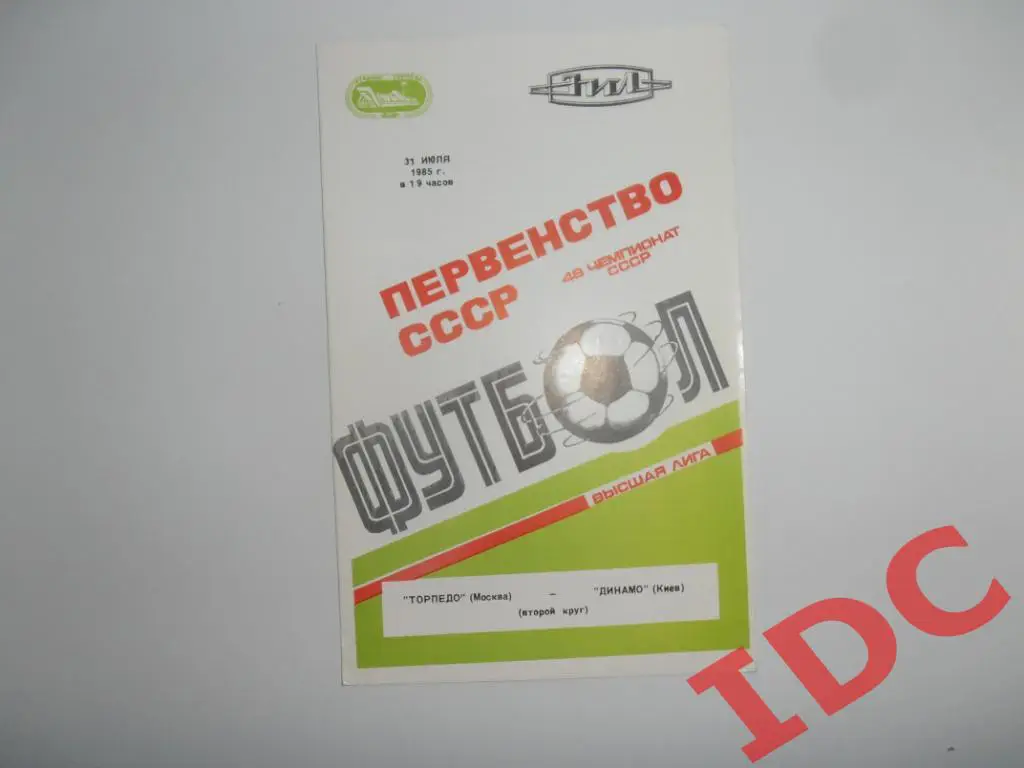 ЗИЛ
31 ИЮЛЯ
1985 г.
в 19 часов
ПЕРВЕНСТВО
СССР
48 ЧЕМПИОНАТ
СССР
ФУТБОЛ
ВЫСШАЯ ЛИГА
"ТОРПЕДО" (Москва) – "ДИНАМО" (Киев)
(второй круг)
IDC